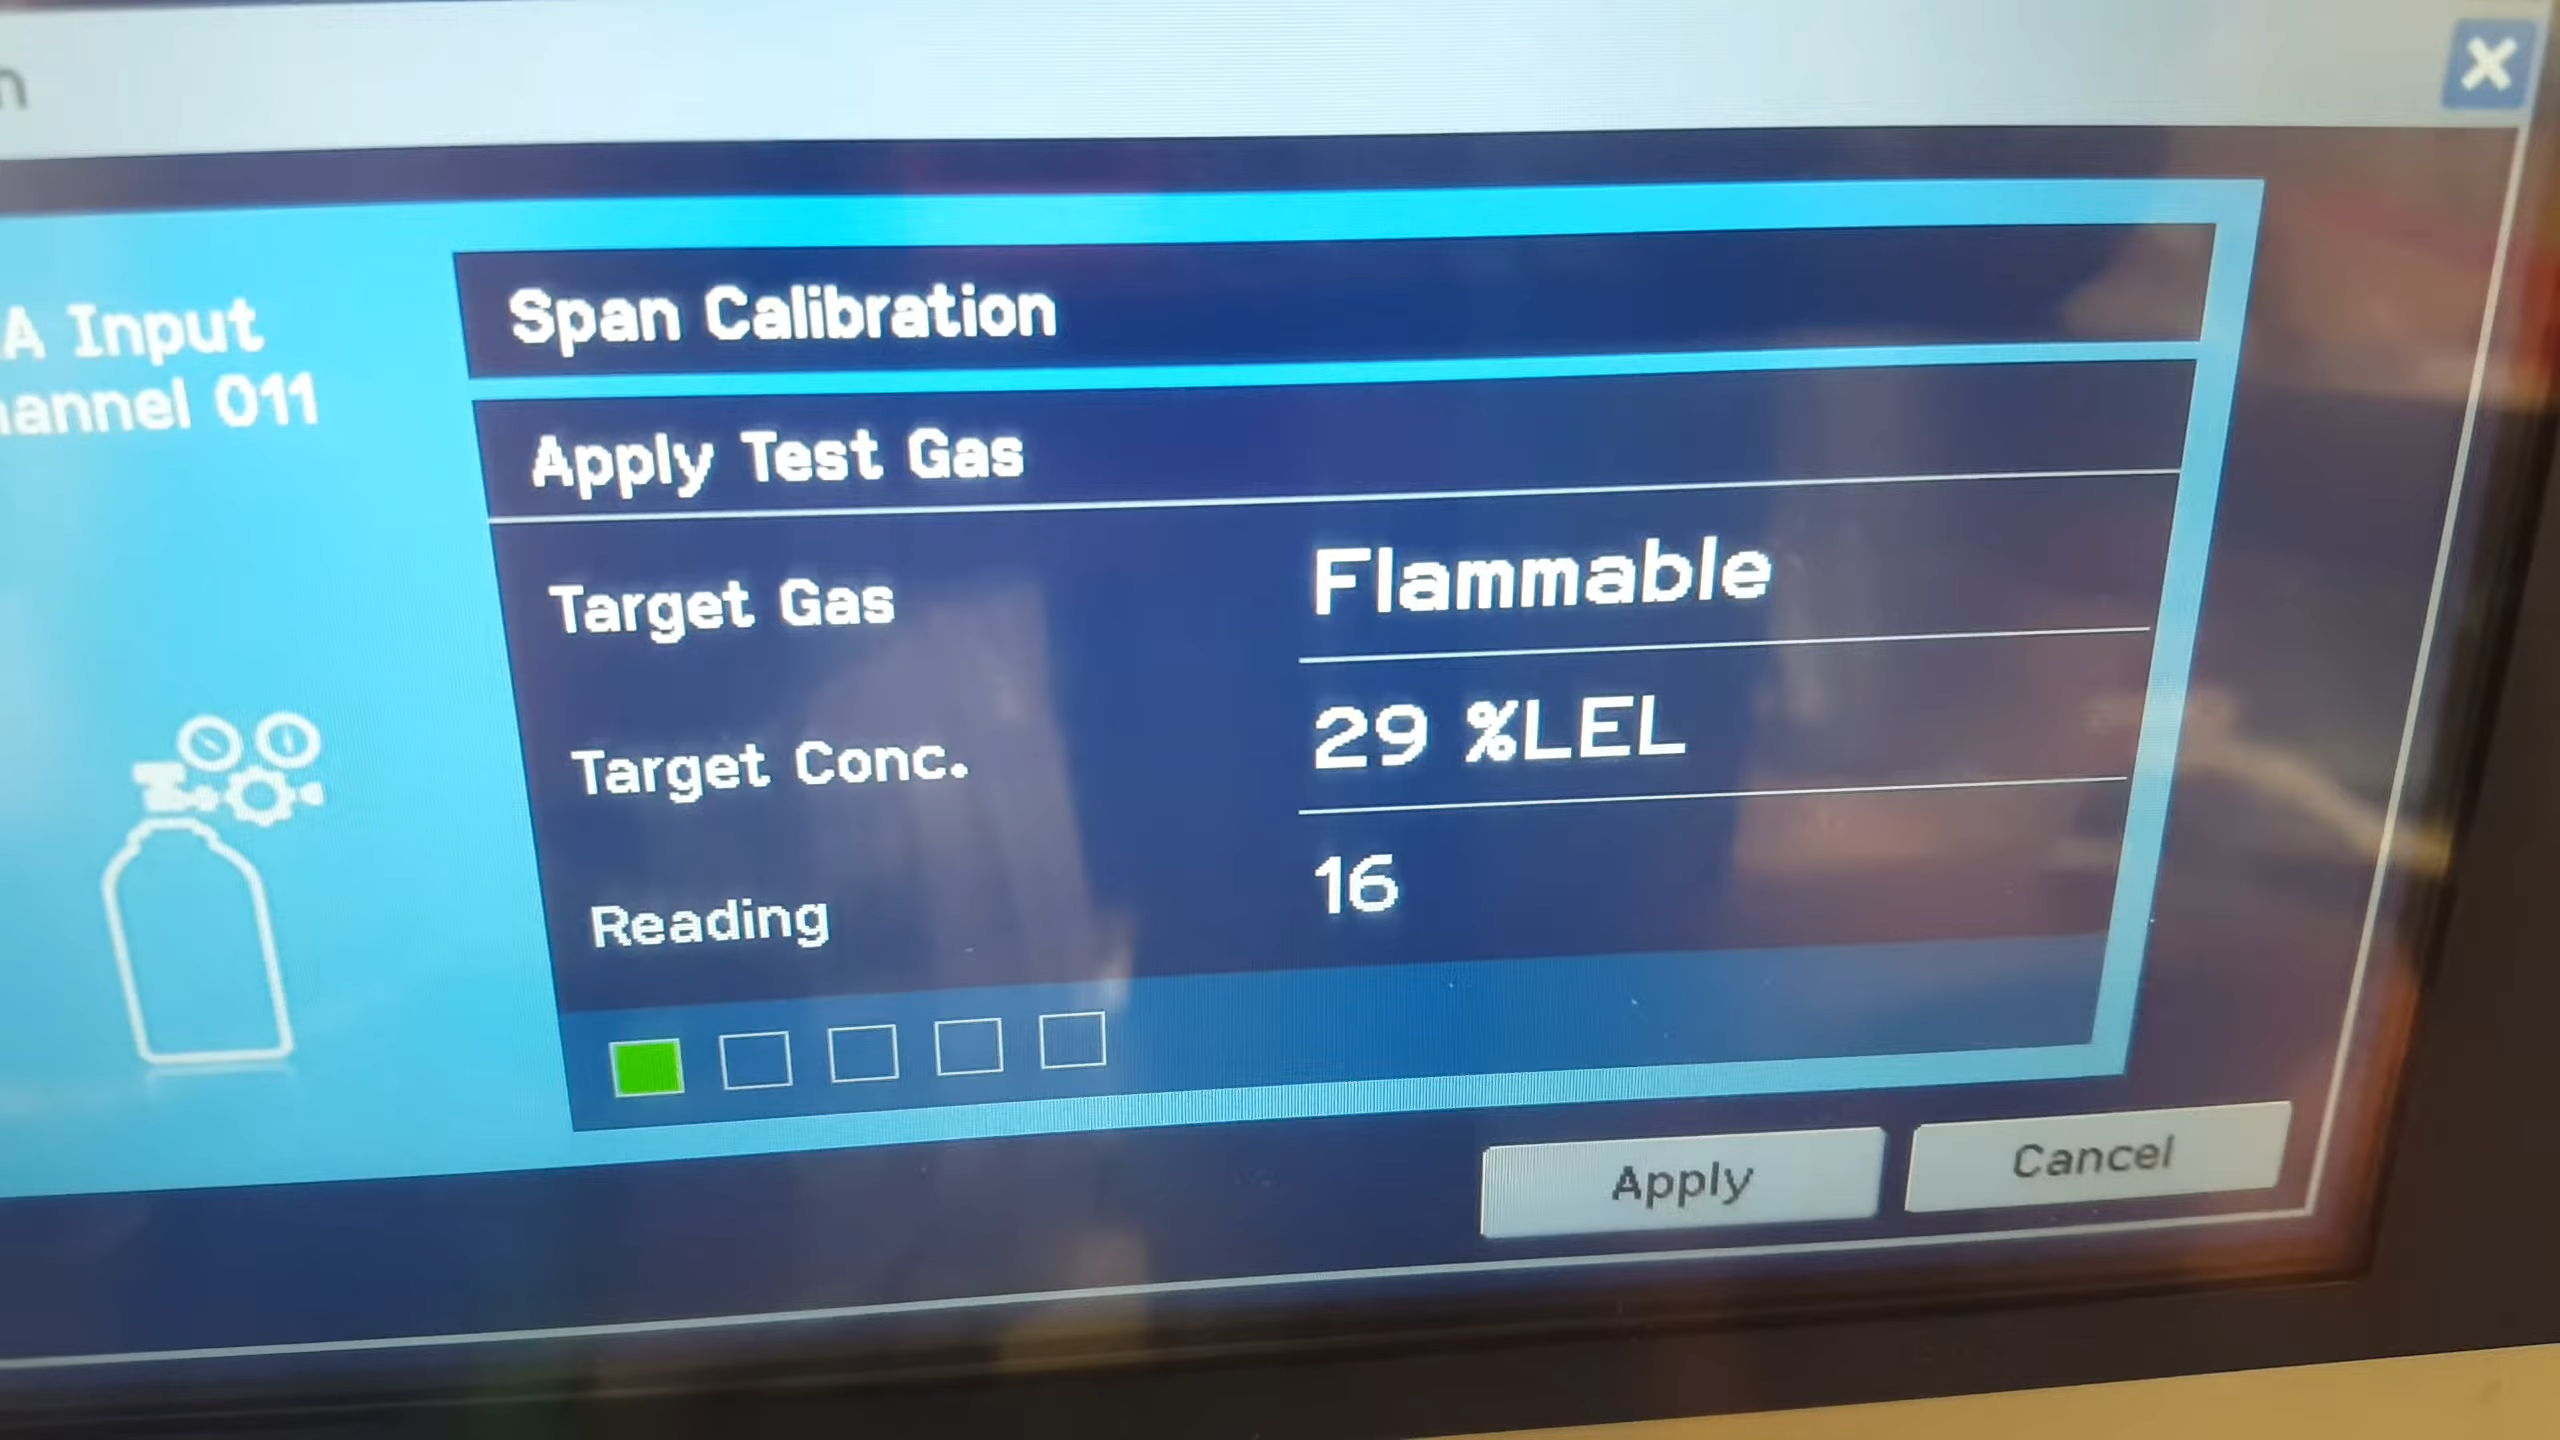 A Input
annel 011
Span Calibration
Apply Test Gas
Target Gas
Flammable
Target Conc.
29 %LEL
Reading
16
Apply
Cancel